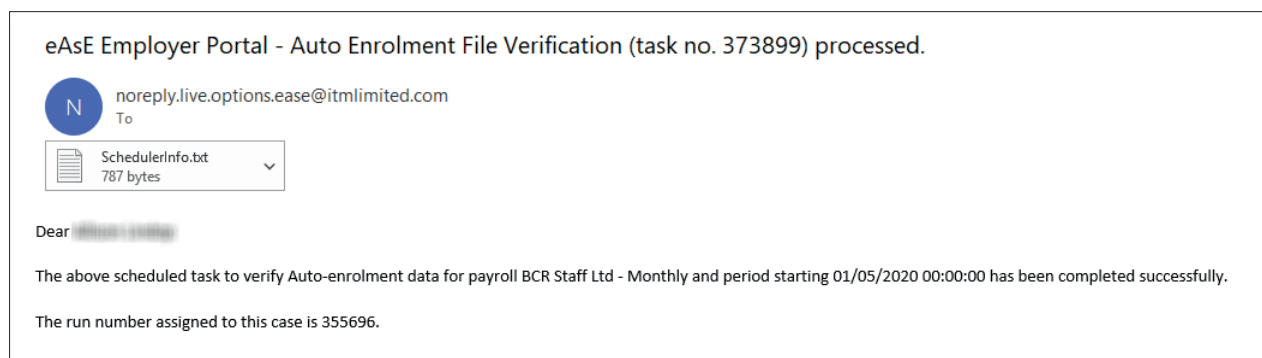 eAsE Employer Portal - Auto Enrolment File Verification (task no. 373899) processed.
N
noreply.live.options.ease@itmlimited.com
To
SchedulerInfo.txt
787 bytes
Dear
The above scheduled task to verify Auto-enrolment data for payroll BCR Staff Ltd - Monthly and period starting 01/05/2020 00:00:00 has been completed successfully.
The run number assigned to this case is 355696.